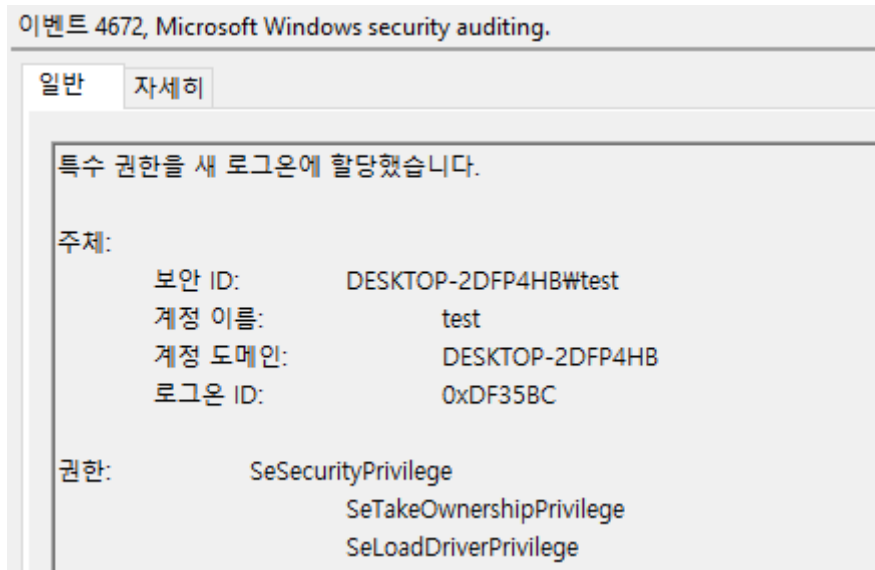 이벤트 4672, Microsoft Windows security auditing.
일반 자세히
특수 권한을 새 로그온에 할당했습니다.
주체:
보안 ID: DESKTOP-2DFP4HB₩test
계정 이름: test
계정 도메인: DESKTOP-2DFP4HB
로그온 ID: 0xDF35BC
권한: SeSecurityPrivilege
SeTakeOwnershipPrivilege
SeLoadDriverPrivilege